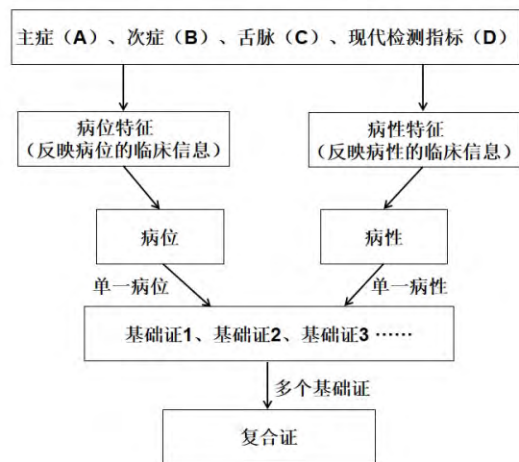 主症（A）、次症（B）、舌脉（C）、现代检测指标（D）
病位特征
（反映病位的临床信息）
病性特征
（反映病性的临床信息）
病位
病性
单一病位
单一病性
基础证1、基础证2、基础证3 ……
多个基础证
复合证